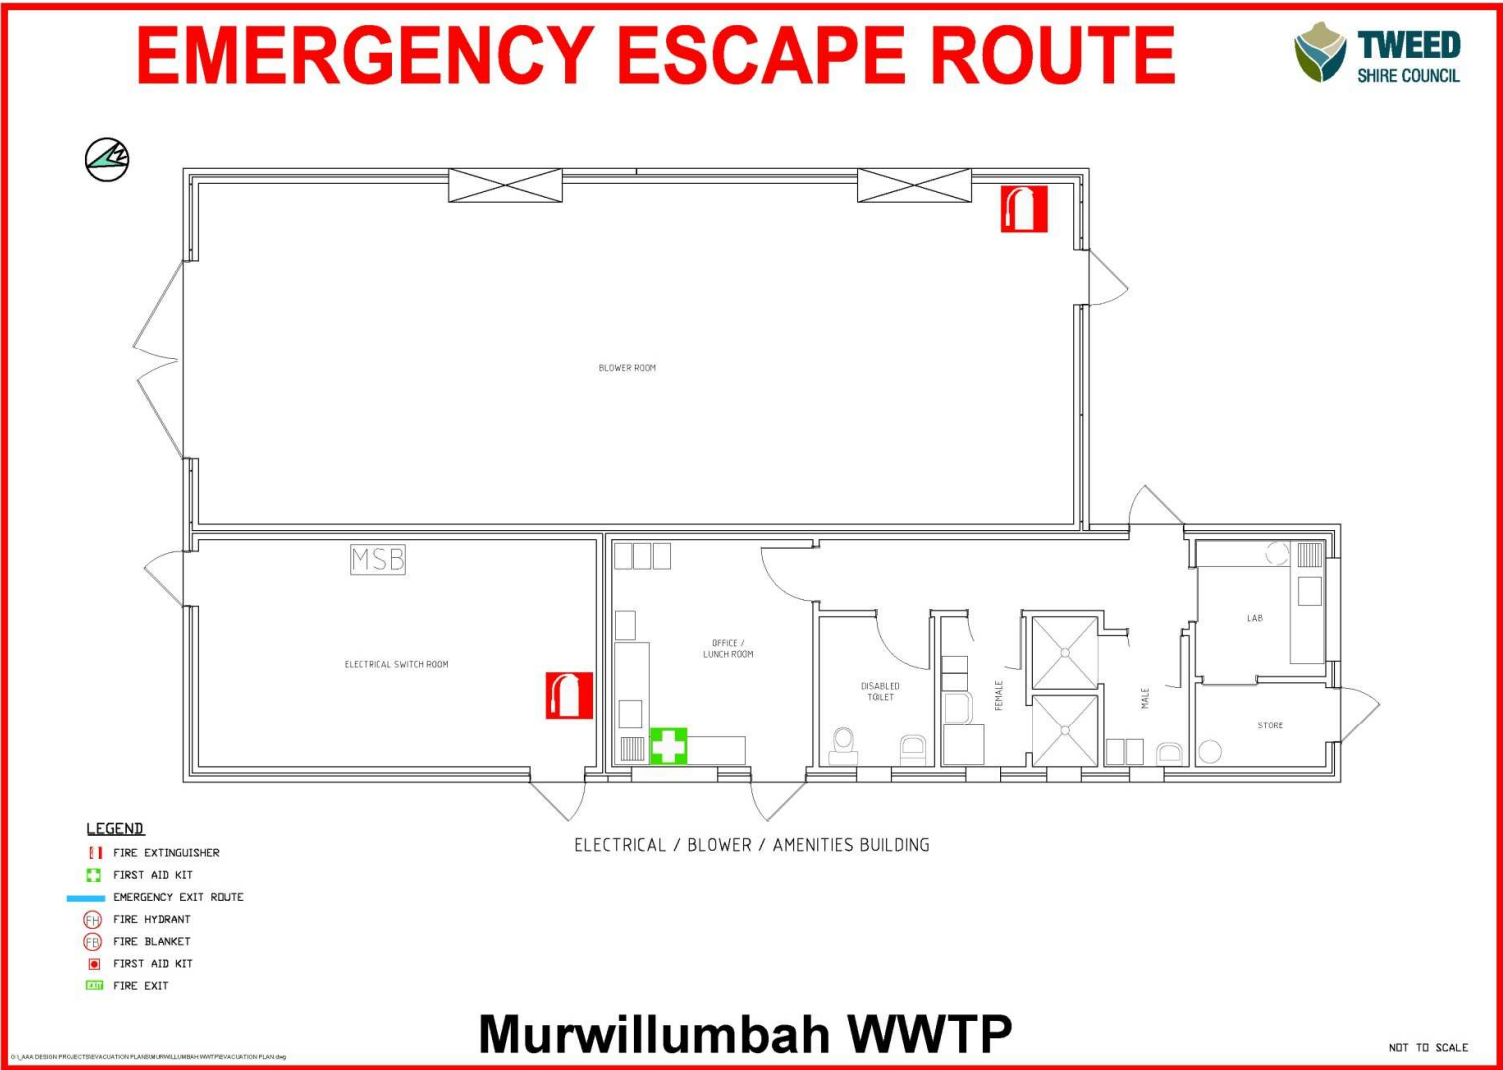 EMERGENCY ESCAPE ROUTE
TWEED
SHIRE COUNCIL
N
BLOWER ROOM
MSB
ELECTRICAL SWITCH ROOM
OFFICE /
LUNCH ROOM
DISABLED
TOILET
FEMALE
MALE
LAB
STORE
LEGEND
FIRE EXTINGUISHER
FIRST AID KIT
EMERGENCY EXIT ROUTE
FH FIRE HYDRANT
FB FIRE BLANKET
FIRST AID KIT
EXIT FIRE EXIT
ELECTRICAL / BLOWER / AMENITIES BUILDING
Murwillumbah WWTP
NOT TO SCALE